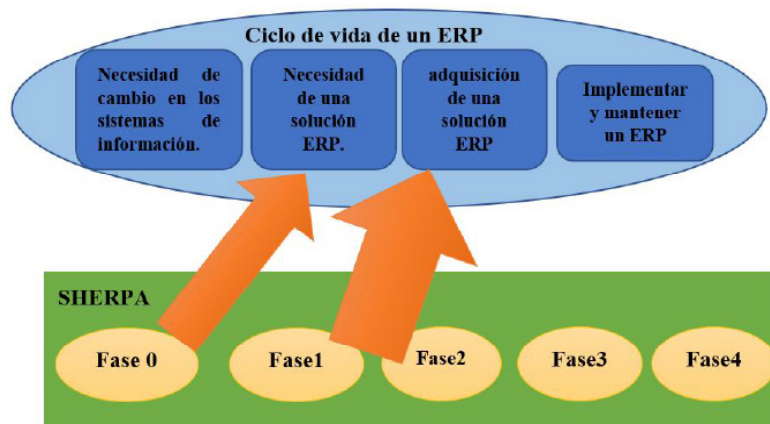 Ciclo de vida de un ERP
Necesidad de
cambio en los
sistemas de
información.
Necesidad
de una
solución
ERP.
adquisición
de una
solución
ERP
Implementar
y mantener
un ERP
SHERPA
Fase 0
Fase1
Fase2
Fase3
Fase4